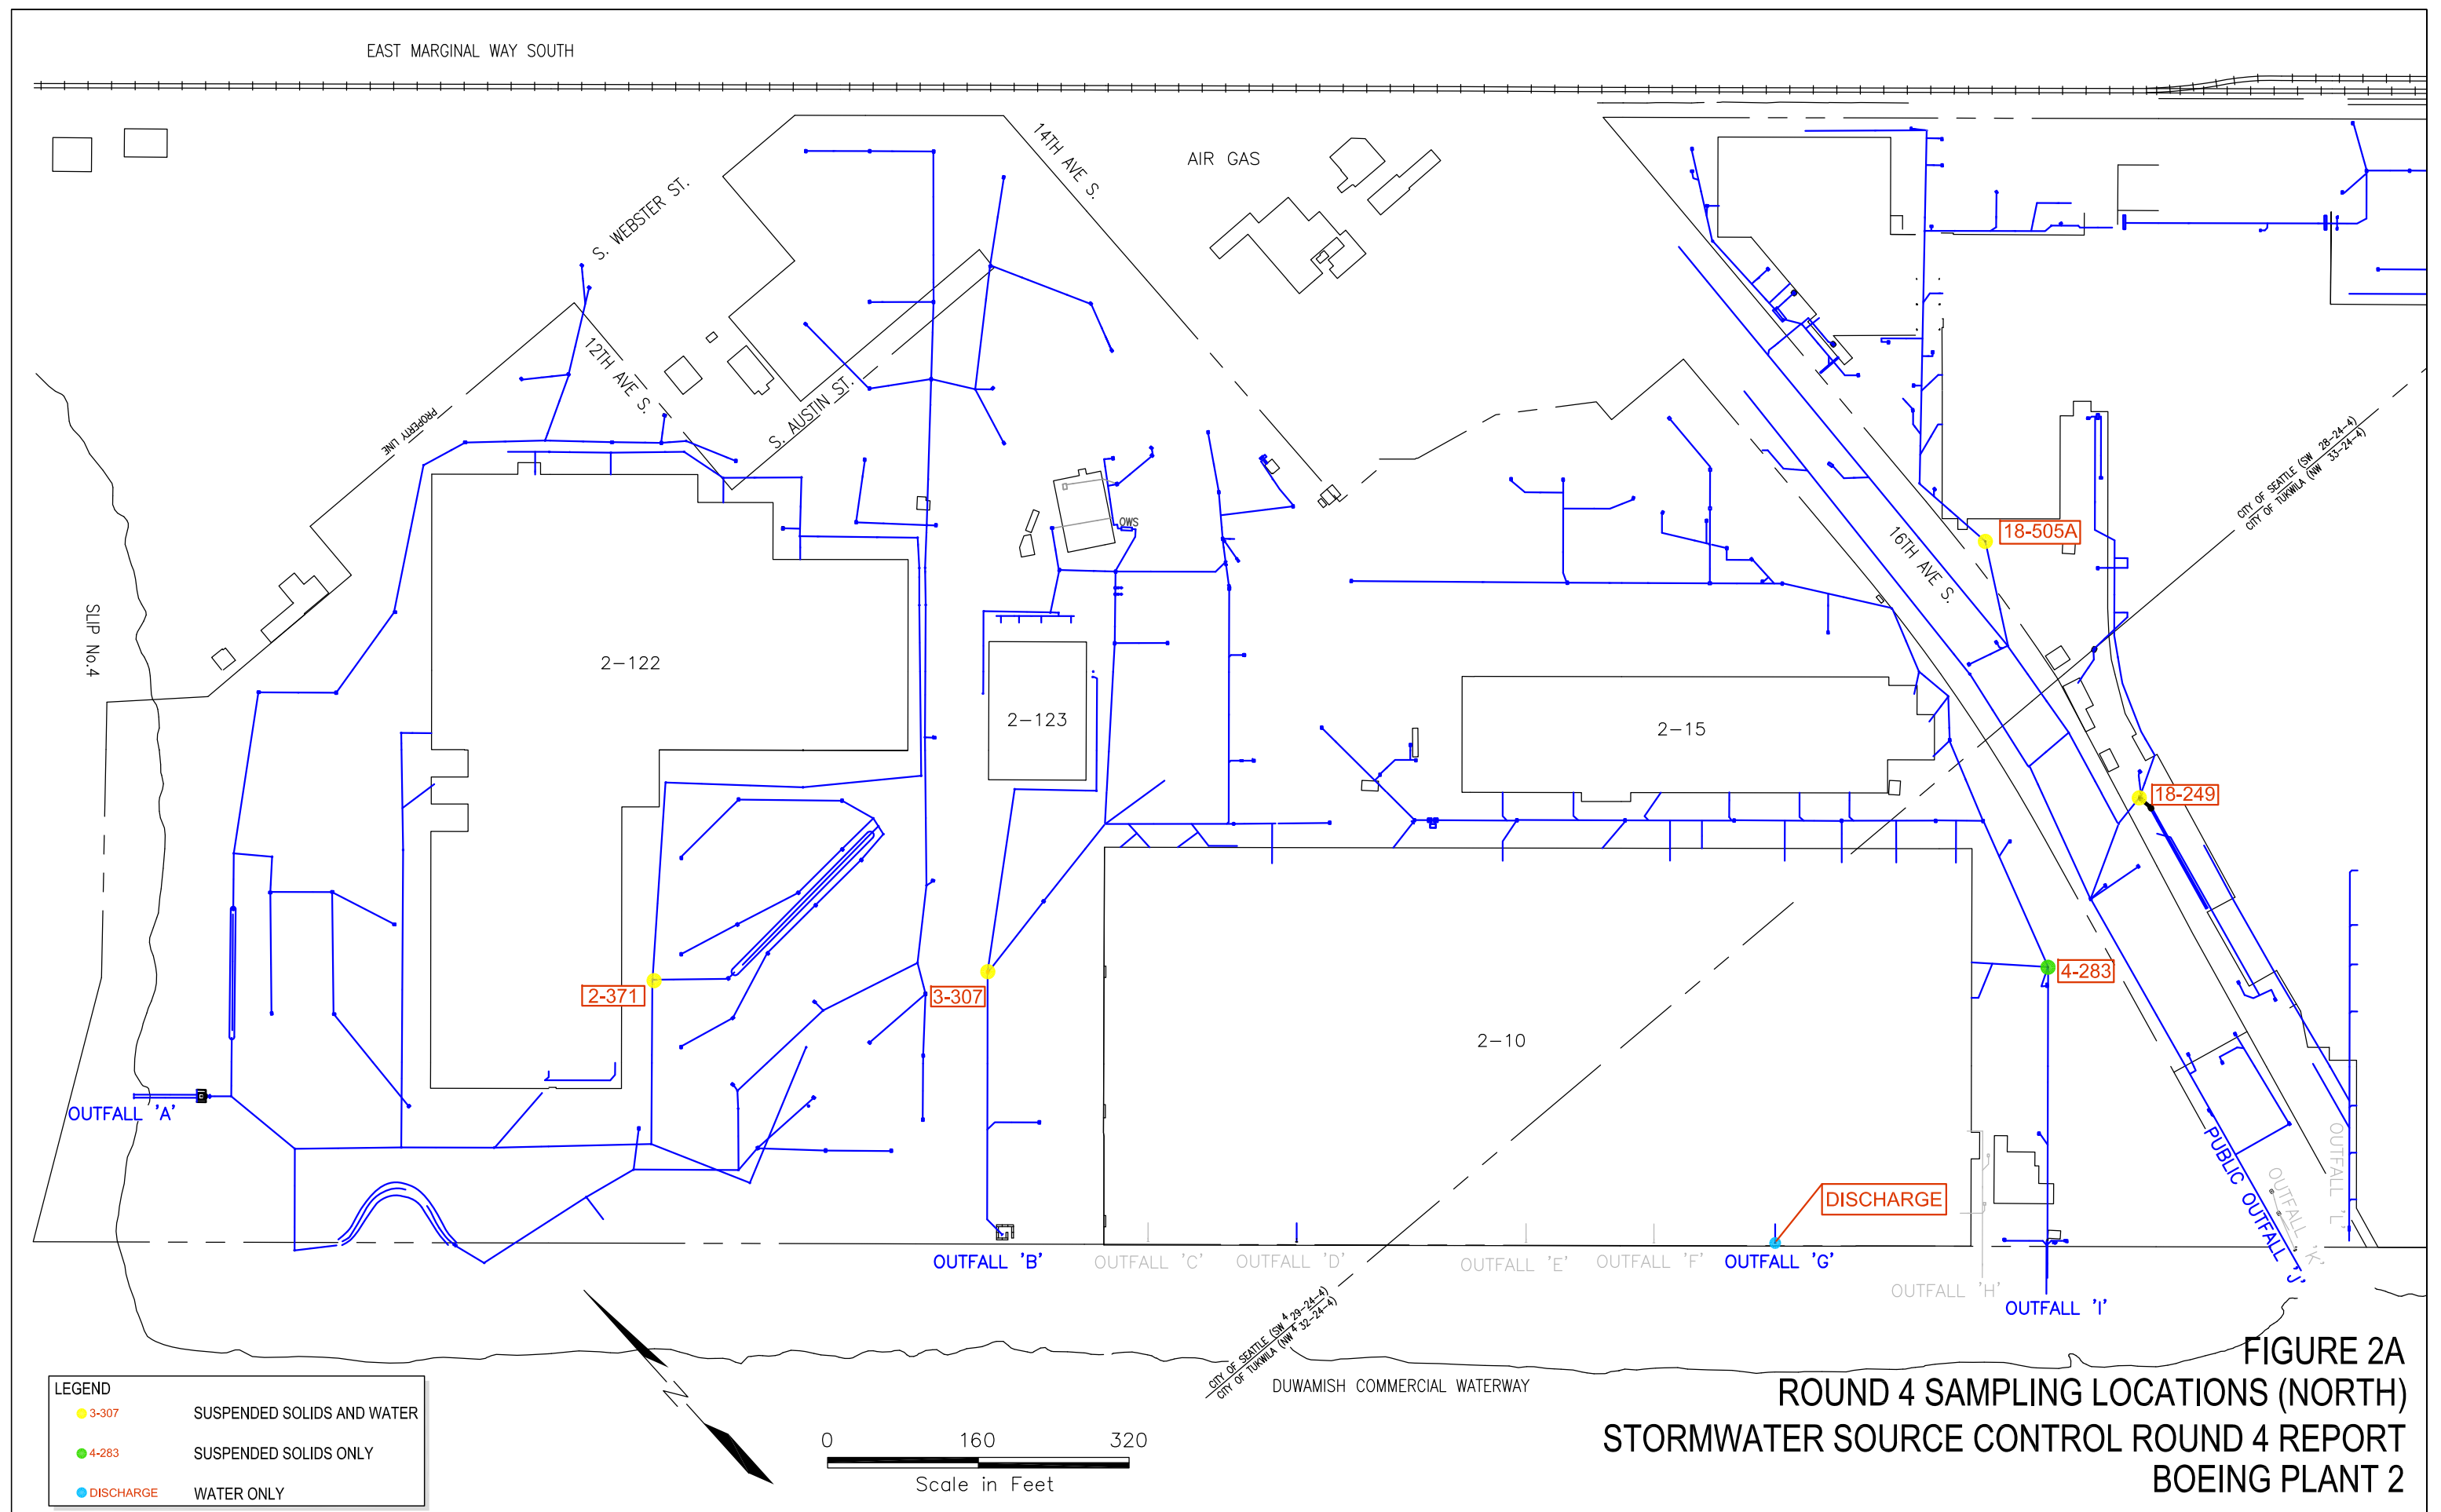 EAST MARGINAL WAY SOUTH
14TH AVE S.
AIR GAS
S. WEBSTER ST.
12TH AVE S.
S. AUSTIN ST.
PROPERTY LINE
CITY OF SEATTLE (SW 28-24-4)
CITY OF TUKWILA (NW 33-24-4)
OWS
18-505A
16TH AVE S.
SLIP No.4
2-122
2-123
2-15
18-249
2-371
3-307
4-283
2-10
OUTFALL 'A'
DISCHARGE
OUTFALL 'B'
OUTFALL 'C'
OUTFALL 'D'
OUTFALL 'E'
OUTFALL 'F'
OUTFALL 'G'
OUTFALL 'H'
OUTFALL 'I'
PUBLIC OUTFALL 'J'
OUTFALL 'K'
OUTFALL 'L'
CITY OF SEATTLE (SW 4 29-24-4)
CITY OF TUKWILA (NW 4 32-24-4)
DUWAMISH COMMERCIAL WATERWAY
N
0 160 320
Scale in Feet
LEGEND
3-307 SUSPENDED SOLIDS AND WATER
4-283 SUSPENDED SOLIDS ONLY
DISCHARGE WATER ONLY
FIGURE 2A
ROUND 4 SAMPLING LOCATIONS (NORTH)
STORMWATER SOURCE CONTROL ROUND 4 REPORT
BOEING PLANT 2